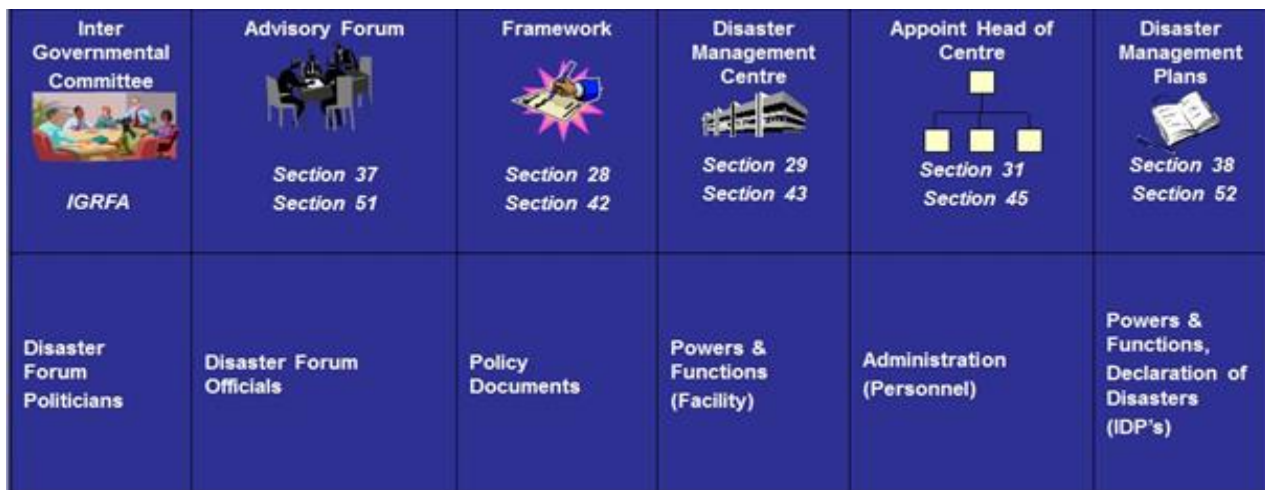 Inter
Governmental
Committee
IGRFA
Advisory Forum
Section 37
Section 51
Framework
Section 28
Section 42
Disaster
Management
Centre
Section 29
Section 43
Appoint Head of
Centre
Section 31
Section 45
Disaster
Management
Plans
Section 38
Section 52
Disaster
Forum
Politicians
Disaster Forum
Officials
Policy
Documents
Powers &
Functions
(Facility)
Administration
(Personnel)
Powers &
Functions,
Declaration of
Disasters
(IDP's)